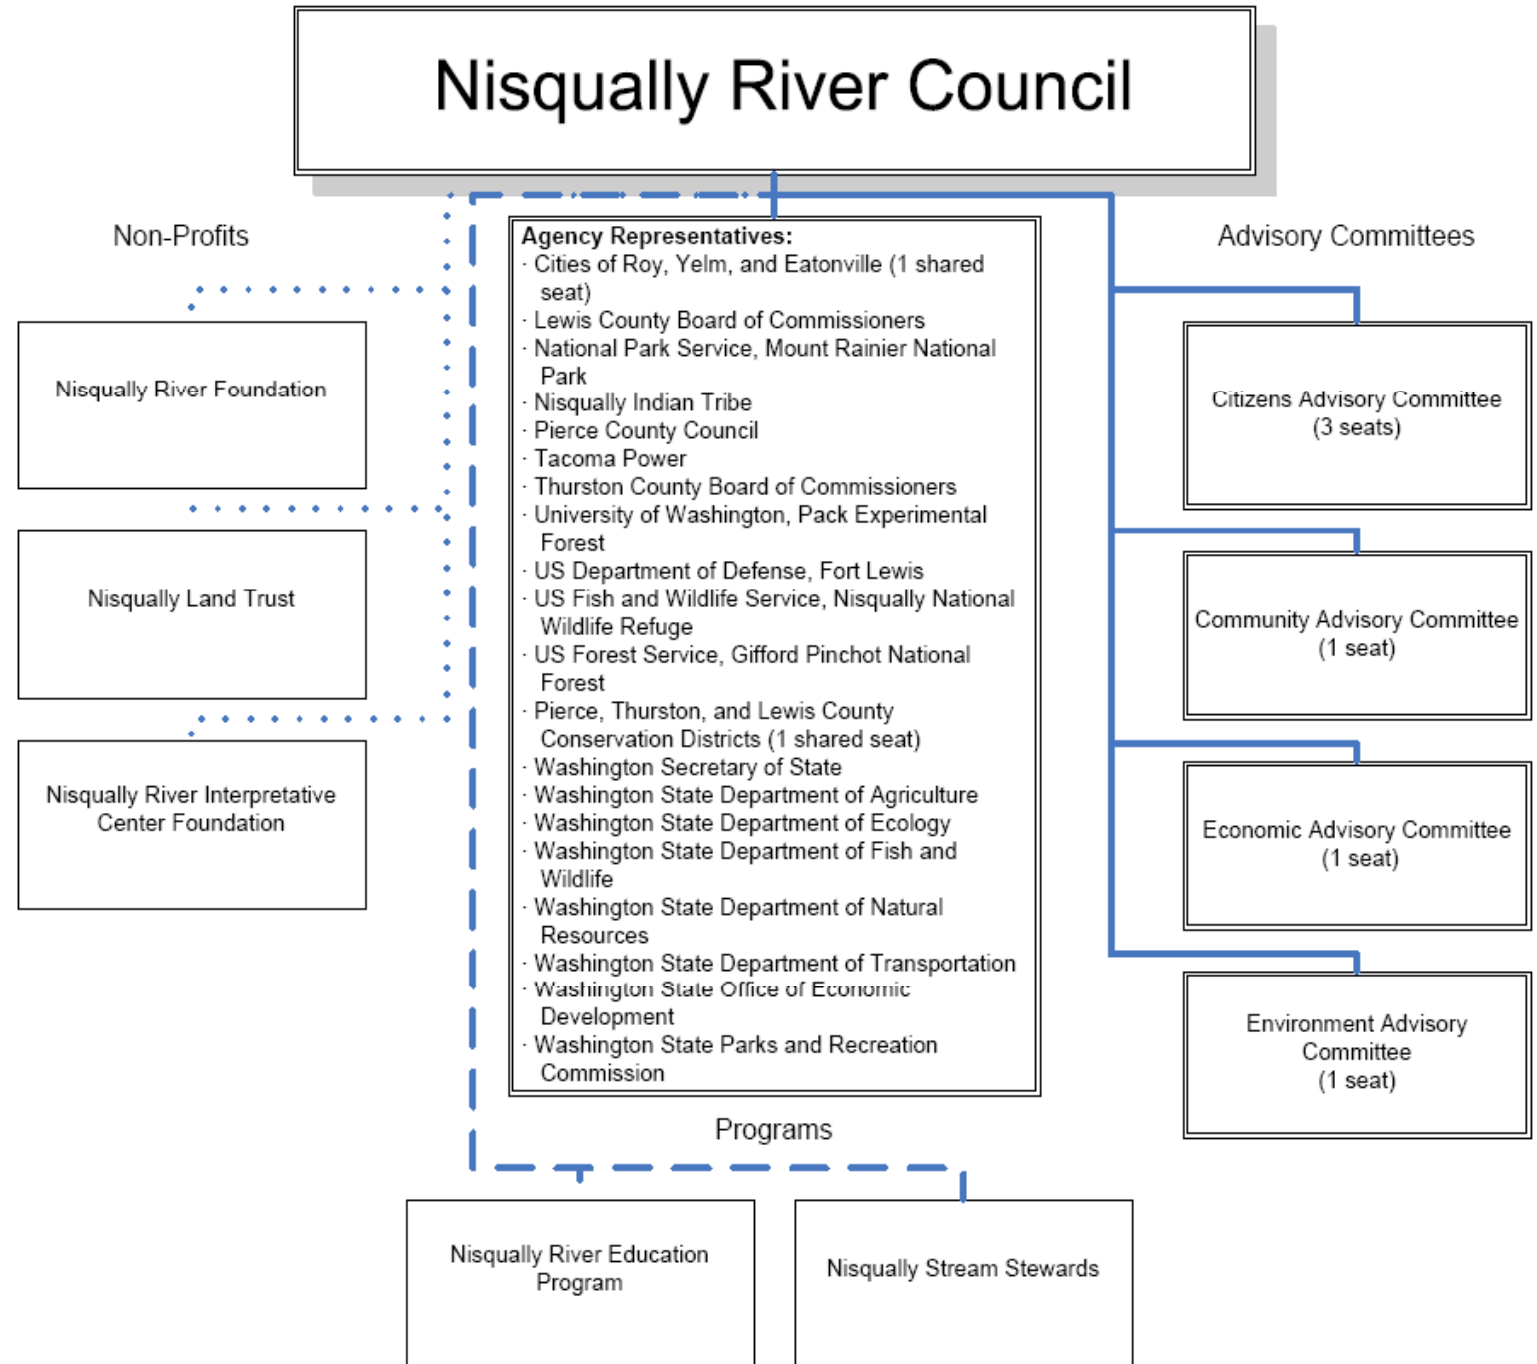 Nisqually River Council
Non-Profits
Nisqually River Foundation
Nisqually Land Trust
Nisqually River Interpretative
Center Foundation
Agency Representatives:
· Cities of Roy, Yelm, and Eatonville (1 shared
seat)
· Lewis County Board of Commissioners
· National Park Service, Mount Rainier National
Park
· Nisqually Indian Tribe
· Pierce County Council
· Tacoma Power
· Thurston County Board of Commissioners
· University of Washington, Pack Experimental
Forest
· US Department of Defense, Fort Lewis
· US Fish and Wildlife Service, Nisqually National
Wildlife Refuge
· US Forest Service, Gifford Pinchot National
Forest
· Pierce, Thurston, and Lewis County
Conservation Districts (1 shared seat)
· Washington Secretary of State
· Washington State Department of Agriculture
· Washington State Department of Ecology
· Washington State Department of Fish and
Wildlife
· Washington State Department of Natural
Resources
· Washington State Department of Transportation
· Washington State Office of Economic
Development
· Washington State Parks and Recreation
Commission
Advisory Committees
Citizens Advisory Committee
(3 seats)
Community Advisory Committee
(1 seat)
Economic Advisory Committee
(1 seat)
Environment Advisory
Committee
(1 seat)
Programs
Nisqually River Education
Program
Nisqually Stream Stewards